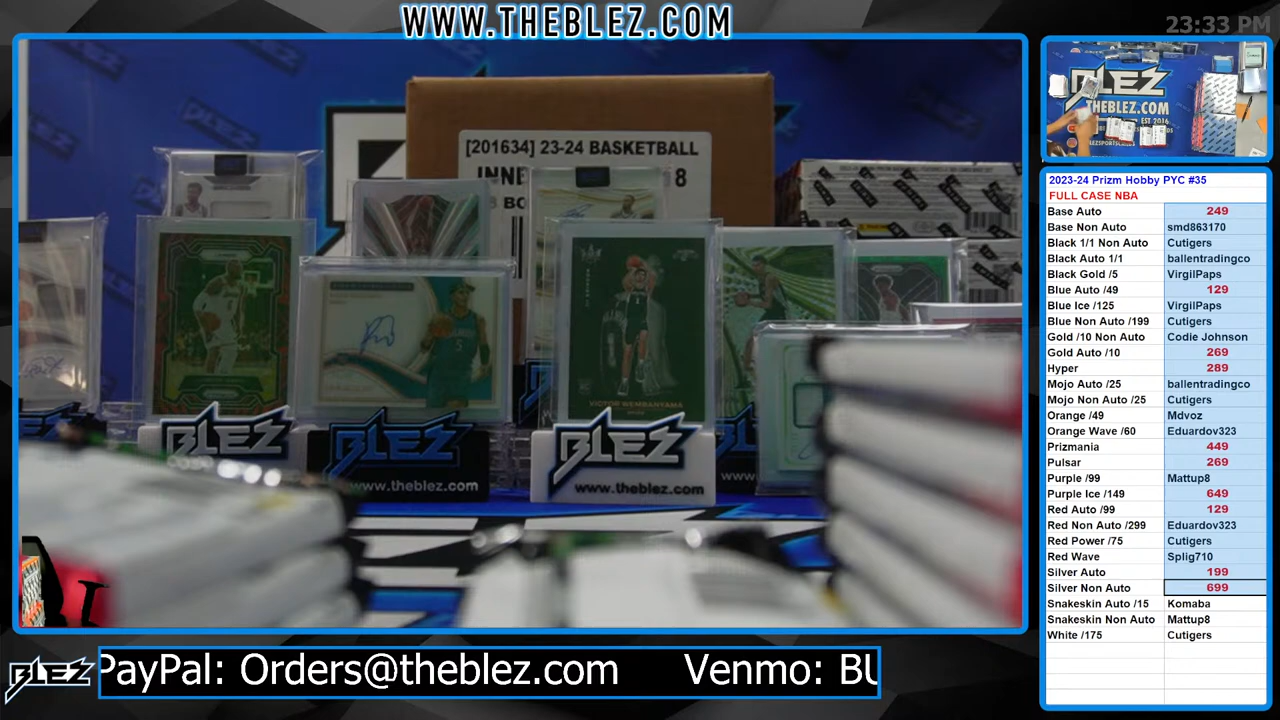 WWW.THEBLEZ.COM
23:33 PM
[201634] 23-24 BASKETBALL
BLEZ
www.theblez.com
BLEZ
www.theblez.com
VICTOR WEMBANYAMA
BLEZ
www.theblez.com
BLEZ
THEBLEZ.COM
EST 2016
2023-24 Prizm Hobby PYC #35
FULL CASE NBA
Base Auto 249
Base Non Auto smd863170
Black 1/1 Non Auto Cutigers
Black Auto 1/1 ballentradingco
Black Gold /5 VirgilPaps
Blue Auto /49 129
Blue Ice /125 VirgilPaps
Blue Non Auto /199 Cutigers
Gold /10 Non Auto Codie Johnson
Gold Auto /10 269
Hyper 289
Mojo Auto /25 ballentradingco
Mojo Non Auto /25 Cutigers
Orange /49 Mdvoz
Orange Wave /60 Eduardov323
Prizmania 449
Pulsar 269
Purple /99 Mattup8
Purple Ice /149 649
Red Auto /99 129
Red Non Auto /299 Eduardov323
Red Power /75 Cutigers
Red Wave Splig710
Silver Auto 199
Silver Non Auto 699
Snakeskin Auto /15 Komaba
Snakeskin Non Auto Mattup8
White /175 Cutigers
BLEZ
PayPal: Orders@theblez.com Venmo: